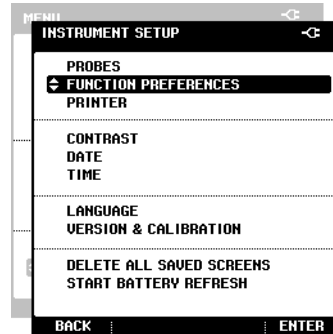 MENU
INSTRUMENT SETUP
PROBES
FUNCTION PREFERENCES
PRINTER
CONTRAST
DATE
TIME
LANGUAGE
VERSION & CALIBRATION
DELETE ALL SAVED SCREENS
START BATTERY REFRESH
BACK ENTER